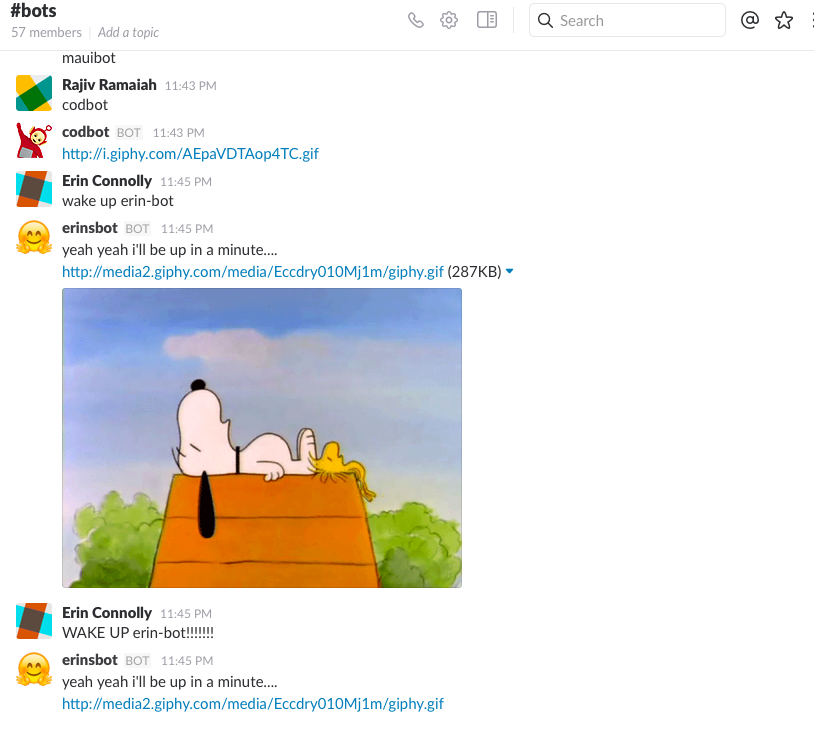 #bots
57 members | Add a topic
Search
mauibot
Rajiv Ramaiah 11:43 PM
codbot
codbot BOT 11:43 PM
http://i.giphy.com/AEpaVDTAop4TC.gif
Erin Connolly 11:45 PM
wake up erin-bot
erinsbot BOT 11:45 PM
yeah yeah i'll be up in a minute....
http://media2.giphy.com/media/Eccdry010Mj1m/giphy.gif (287KB)
Erin Connolly 11:45 PM
WAKE UP erin-bot!!!!!!!
erinsbot BOT 11:45 PM
yeah yeah i'll be up in a minute....
http://media2.giphy.com/media/Eccdry010Mj1m/giphy.gif